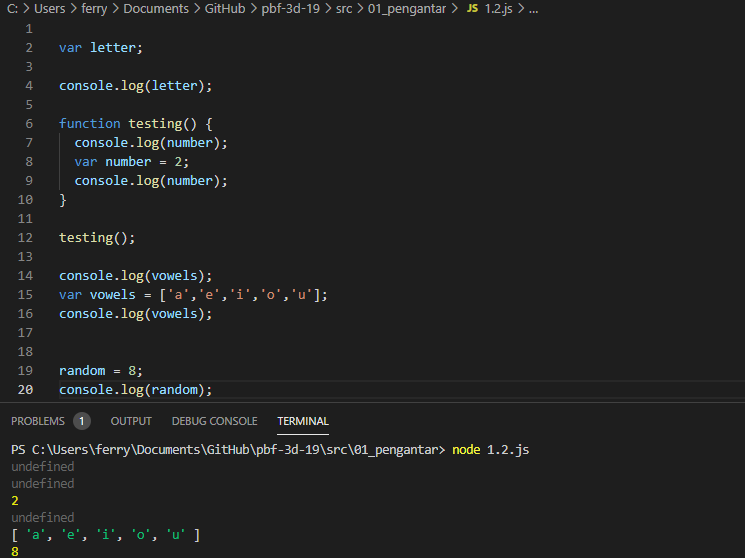 C: > Users > ferry > Documents > GitHub > pbf-3d-19 > src > 01_pengantar > JS 1.2.js > ...
1
2 var letter;
3
4 console.log(letter);
5
6 function testing() {
7   console.log(number);
8   var number = 2;
9   console.log(number);
10 }
11
12 testing();
13
14 console.log(vowels);
15 var vowels = ['a','e','i','o','u'];
16 console.log(vowels);
17
18
19 random = 8;
20 console.log(random);
PROBLEMS 1 OUTPUT DEBUG CONSOLE TERMINAL
PS C:\Users\ferry\Documents\GitHub\pbf-3d-19\src\01_pengantar> node 1.2.js
undefined
undefined
2
undefined
[ 'a', 'e', 'i', 'o', 'u' ]
8